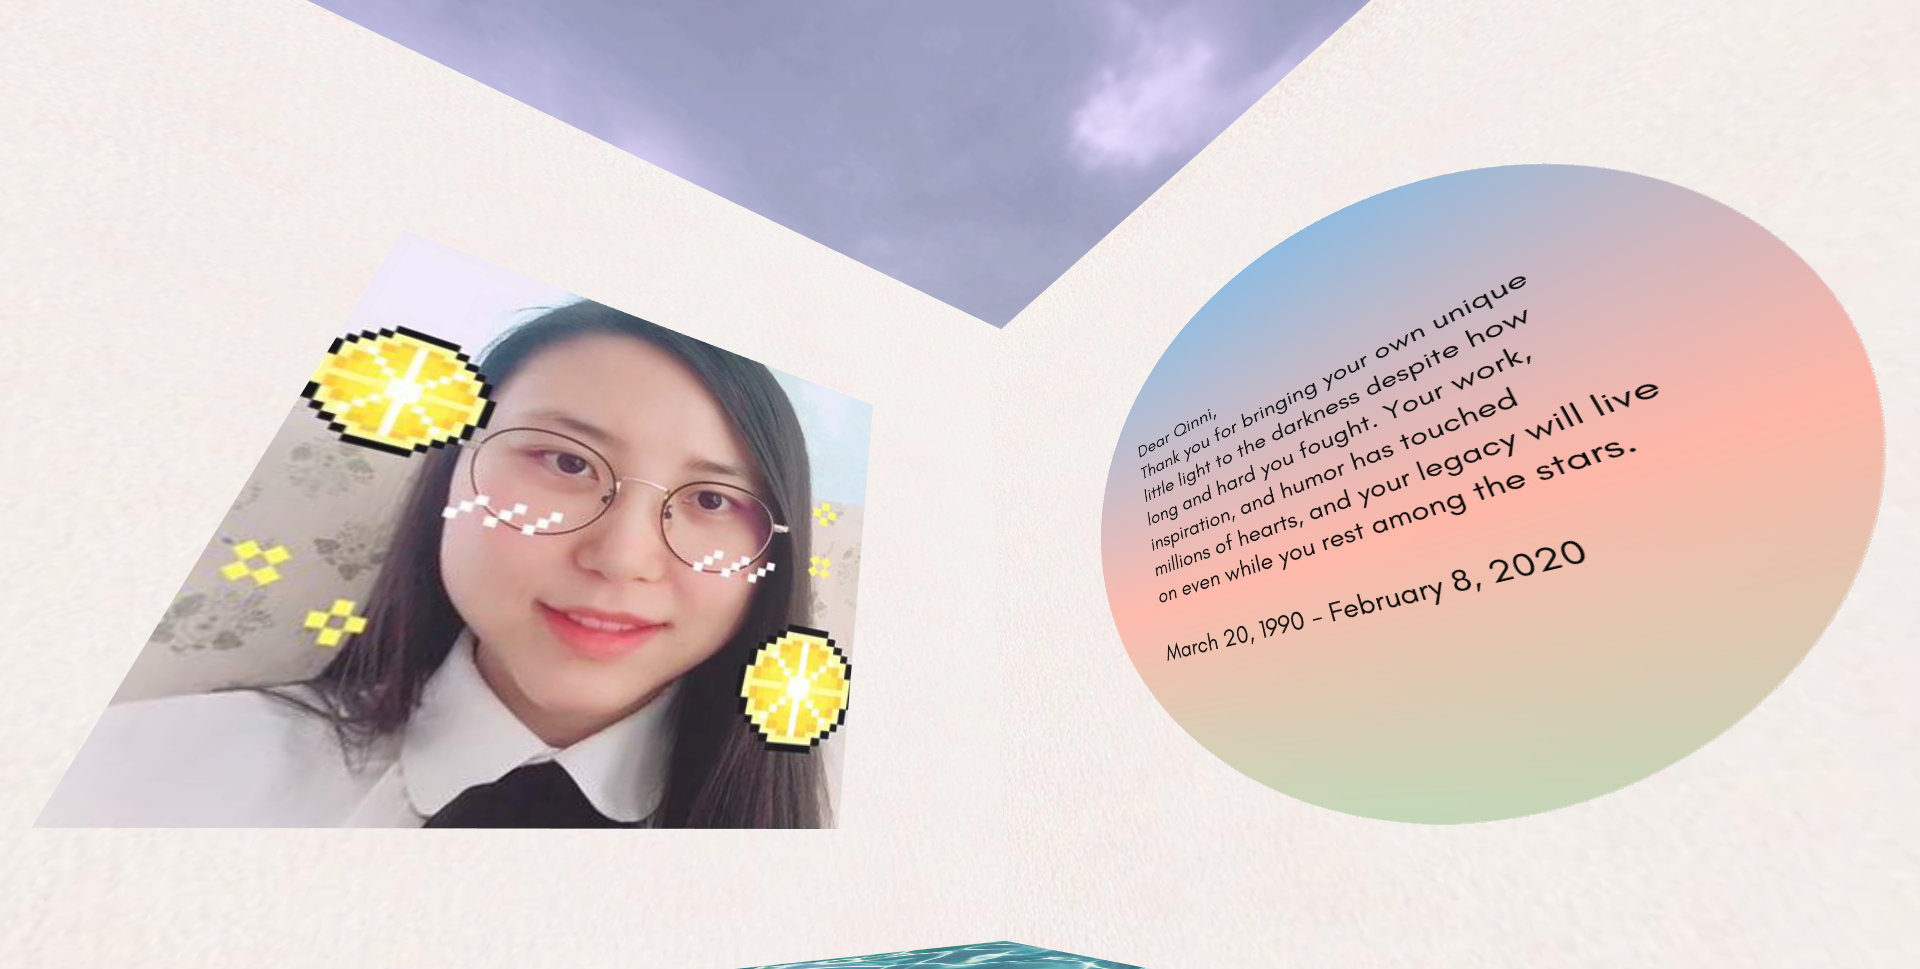 Dear Qinni,
Thank you for bringing your own unique
little light to the darkness despite how
long and hard you fought. Your work,
inspiration, and humor has touched
millions of hearts, and your legacy will live
on even while you rest among the stars.
March 20, 1990 – February 8, 2020